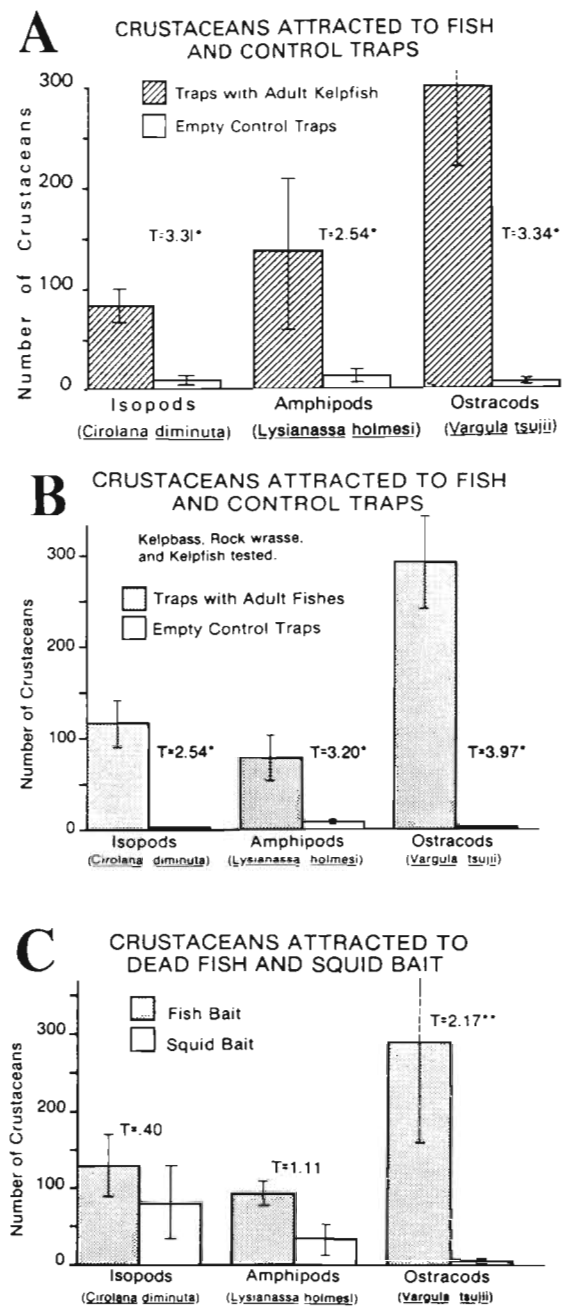 A
CRUSTACEANS ATTRACTED TO FISH
AND CONTROL TRAPS
Number of Crustaceans
300
200
100
0
Traps with Adult Kelpfish
Empty Control Traps
T=3.31*
T=2.54*
T=3.34*
Isopods
Amphipods
Ostracods
(Cirolana diminuta)
(Lysianassa holmesi)
(Vargula tsujii)
B
CRUSTACEANS ATTRACTED TO FISH
AND CONTROL TRAPS
Number of Crustaceans
300
200
100
0
Kelpbass, Rock wrasse,
and Kelpfish tested.
Traps with Adult Fishes
Empty Control Traps
T=2.54*
T=3.20*
T=3.97*
Isopods
Amphipods
Ostracods
(Cirolana diminuta)
(Lysianassa holmesi)
(Vargula tsujii)
C
CRUSTACEANS ATTRACTED TO
DEAD FISH AND SQUID BAIT
Number of Crustaceans
300
200
100
0
Fish Bait
Squid Bait
T=.40
T=1.11
T=2.17**
Isopods
Amphipods
Ostracods
(Cirolana diminuta)
(Lysianassa holmesi)
(Vargula tsujii)